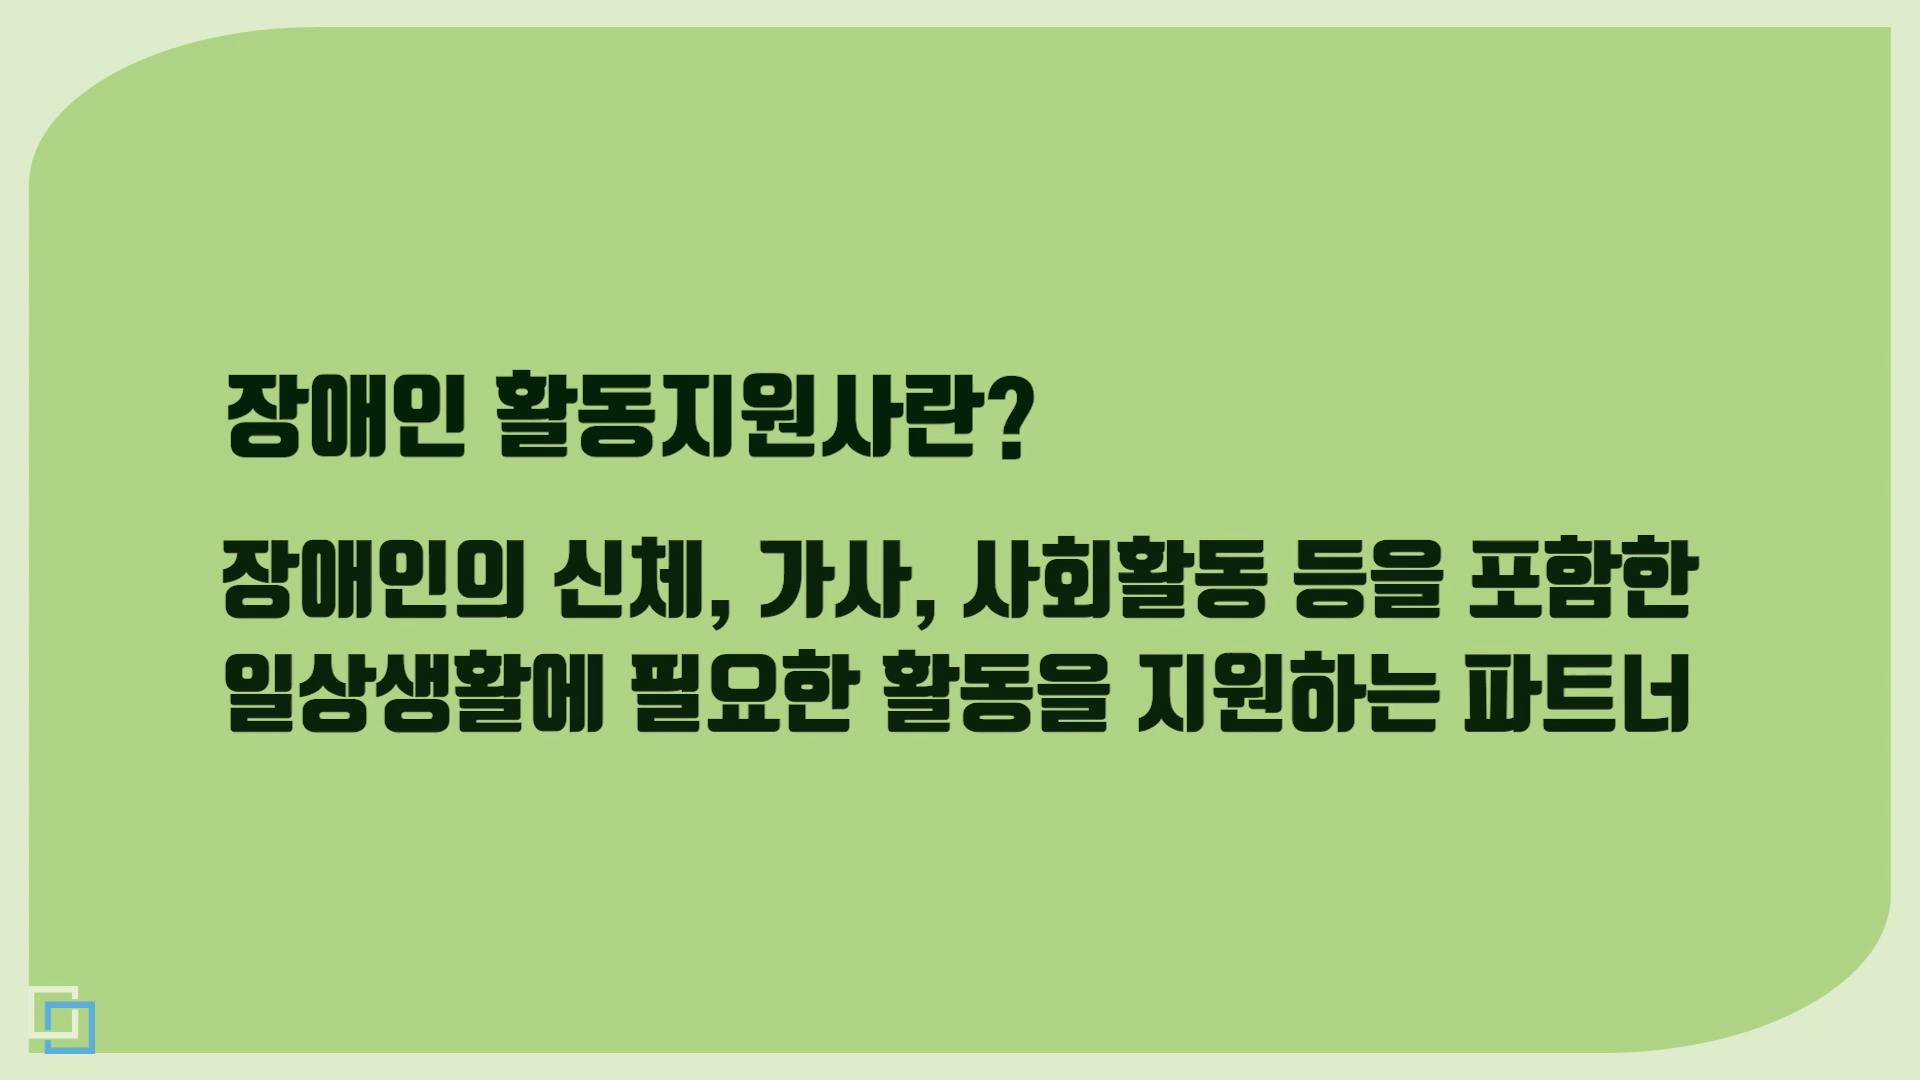 장애인 활동지원사란?
장애인의 신체, 가사, 사회활동 등을 포함한
일상생활에 필요한 활동을 지원하는 파트너